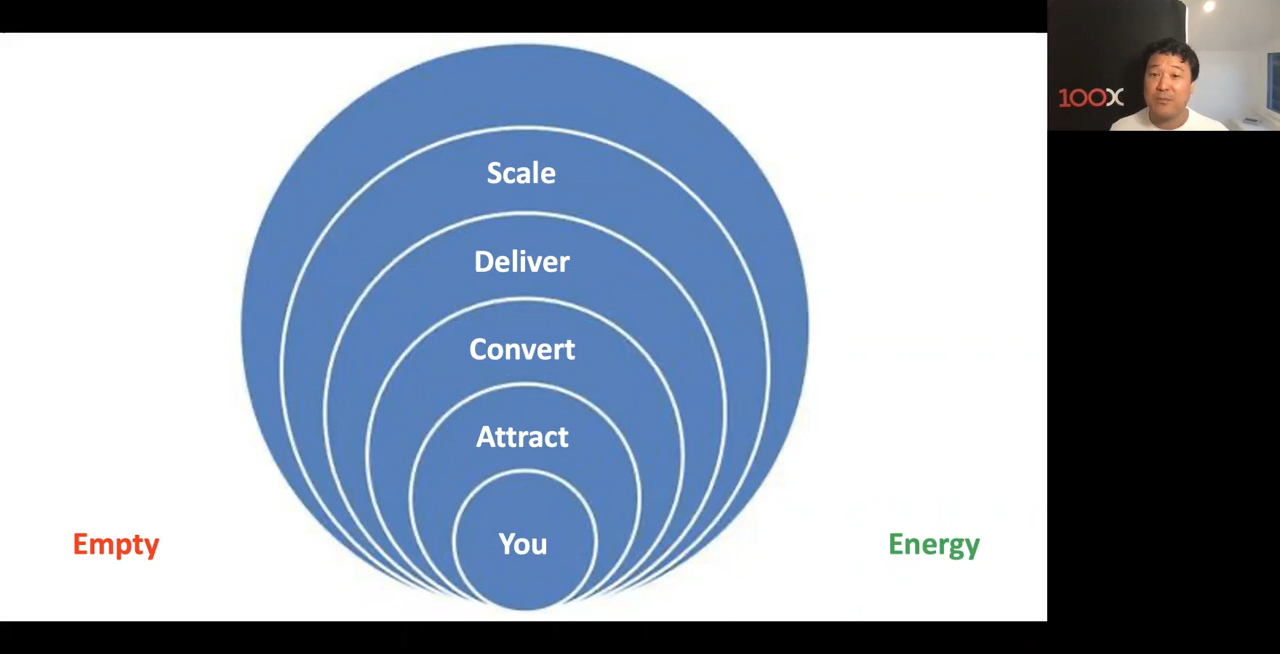 Scale
Deliver
Convert
Attract
Empty
You
Energy
100X